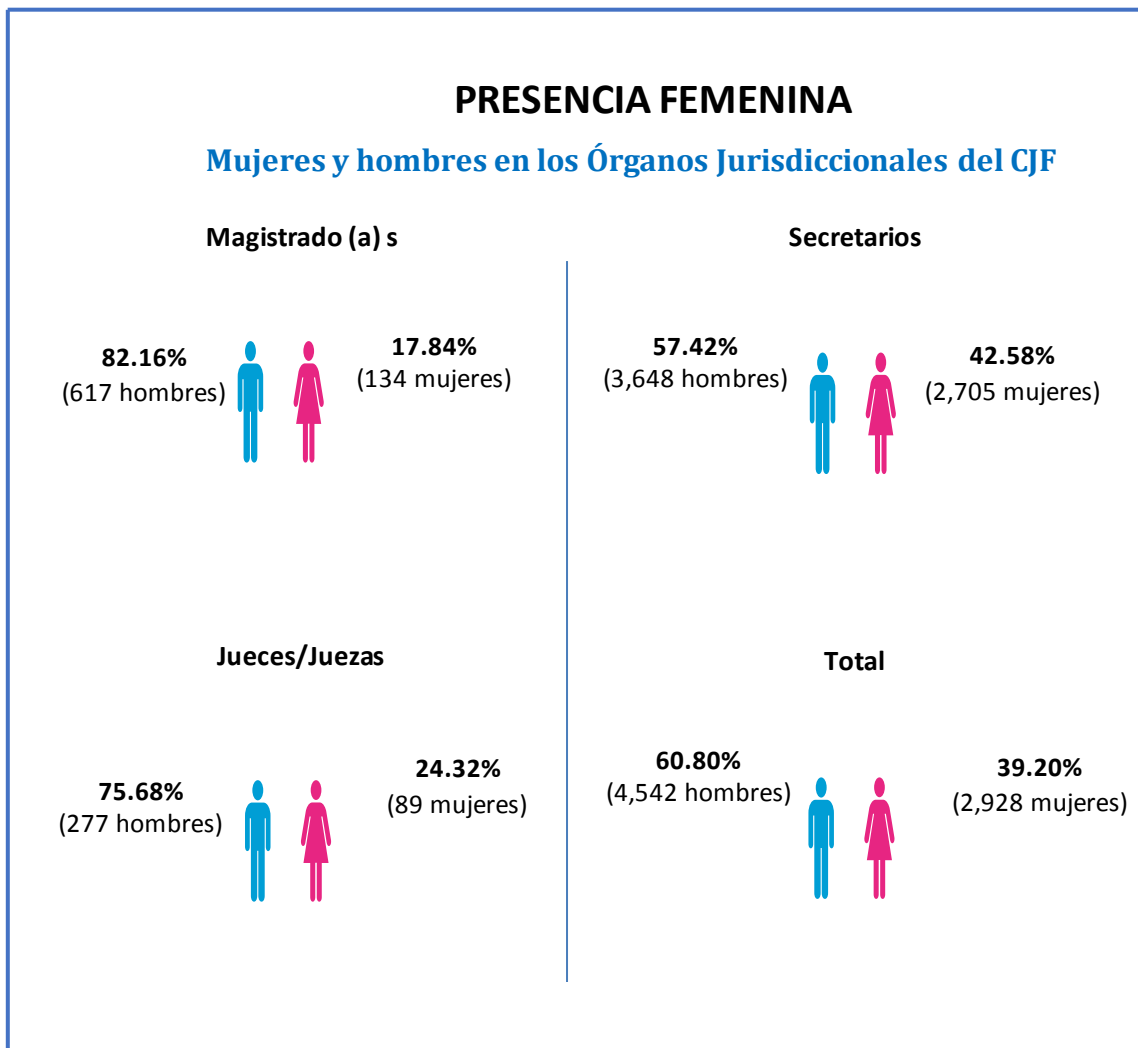 PRESENCIA FEMENINA
Mujeres y hombres en los Órganos Jurisdiccionales del CJF
Magistrado (a) s
82.16%
(617 hombres)
17.84%
(134 mujeres)
Secretarios
57.42%
(3,648 hombres)
42.58%
(2,705 mujeres)
Jueces/Juezas
75.68%
(277 hombres)
24.32%
(89 mujeres)
Total
60.80%
(4,542 hombres)
39.20%
(2,928 mujeres)